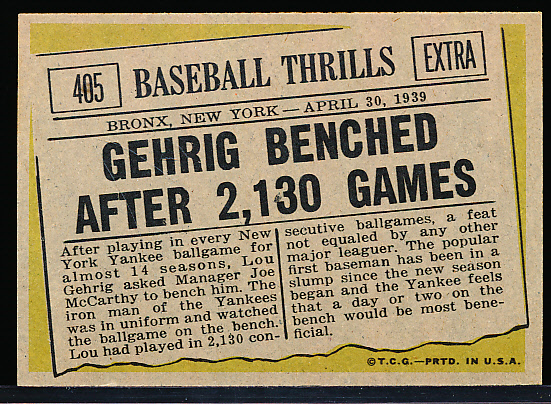 405 BASEBALL THRILLS EXTRA
BRONX, NEW YORK — APRIL 30, 1939
GEHRIG BENCHED
AFTER 2,130 GAMES
After playing in every New
York Yankee ballgame for
almost 14 seasons, Lou
Gehrig asked Manager Joe
McCarthy to bench him. The
iron man of the Yankees
was in uniform and watched
the ballgame on the bench.
Lou had played in 2,130 con-
secutive ballgames, a feat
not equaled by any other
major leaguer. The popular
first baseman has been in a
slump since the new season
began and the Yankee feels
that a day or two on the
bench would be most bene-
ficial.
©T.C.G.—PRTD. IN U.S.A.